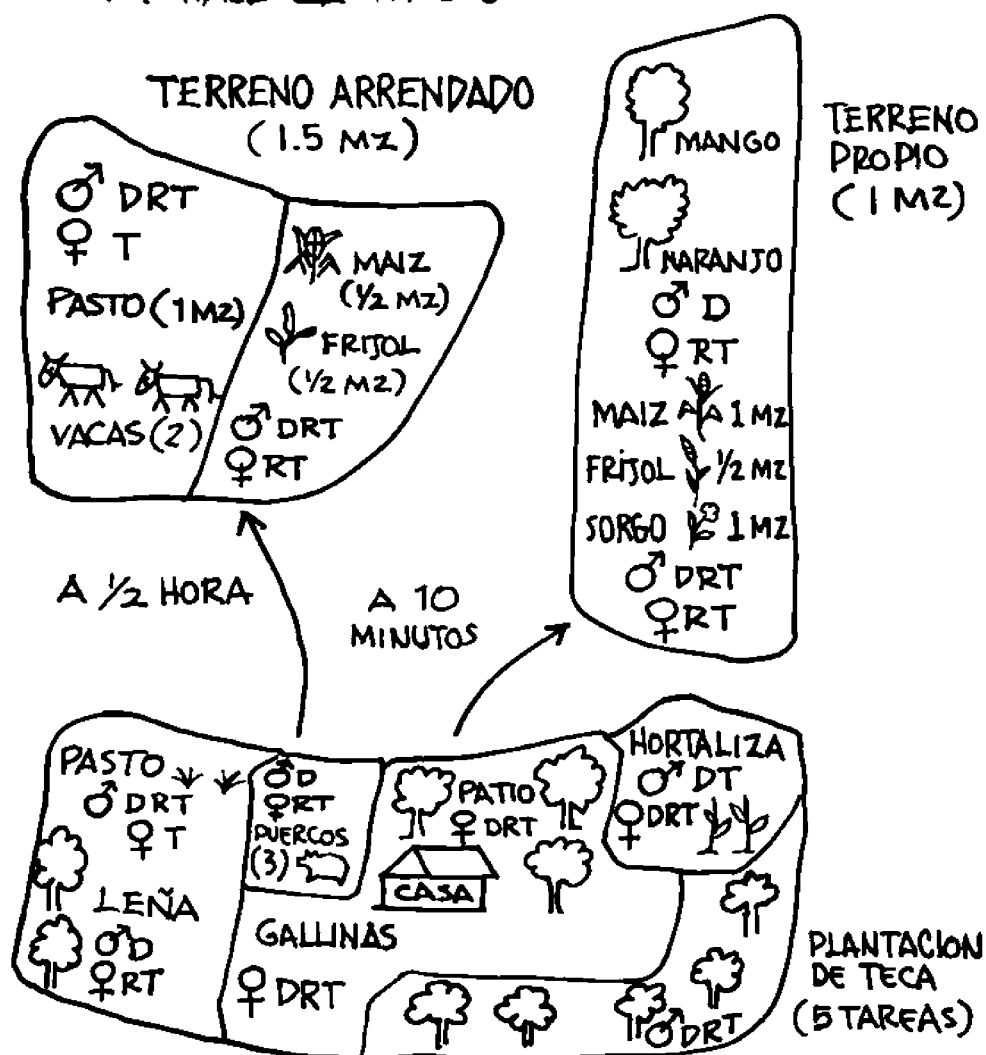 TERRENO ARRENDADO
(1.5 MZ)
♂ DRT
♀ T
PASTO (1 MZ)
VACAS (2)
MAIZ
(1/2 MZ)
FRIJOL
(1/2 MZ)
♂ DRT
♀ RT
TERRENO
PROPIO
(1 MZ)
MANGO
NARANJO
♂ D
♀ RT
MAIZ 1 MZ
FRIJOL 1/2 MZ
SORGO 1 MZ
♂ DRT
♀ RT
A 1/2 HORA
A 10
MINUTOS
PASTO
♂ DRT
♀ T
LEÑA
♂ D
♀ RT
♂ D
♀ RT
PUERCOS
(3)
GALLINAS
♀ DRT
PATIO
♀ DRT
CASA
HORTALIZA
♂ DT
♀ DRT
♂ DRT
PLANTACION
DE TECA
(5 TAREAS)